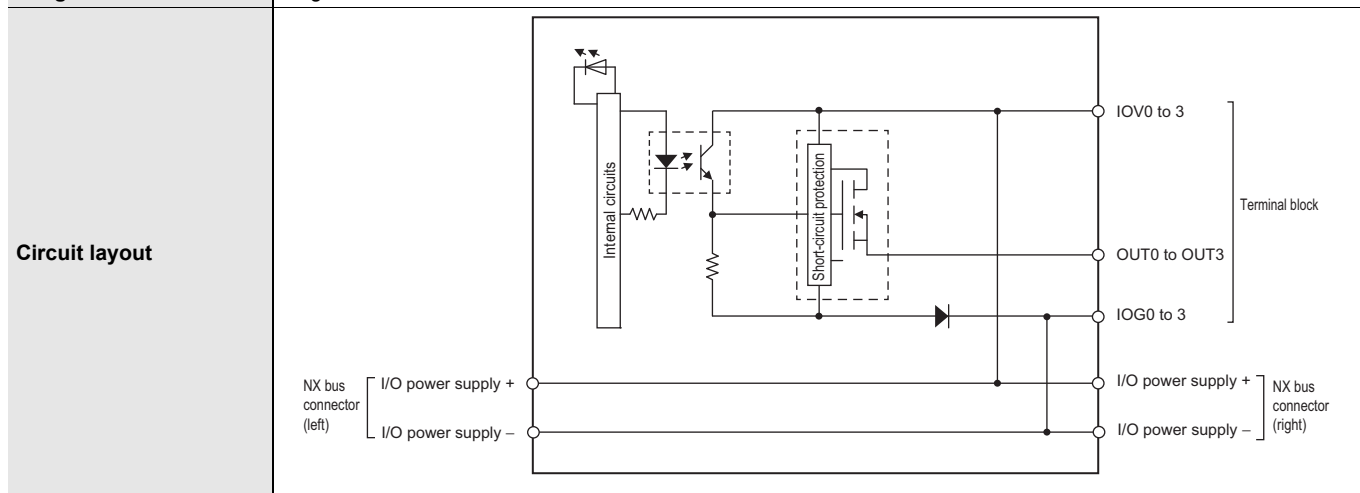 Circuit layout
Internal circuits
Short-circuit protection
IOV0 to 3
Terminal block
OUT0 to OUT3
IOG0 to 3
NX bus
connector
(left)
I/O power supply +
I/O power supply –
I/O power supply +
I/O power supply –
NX bus
connector
(right)